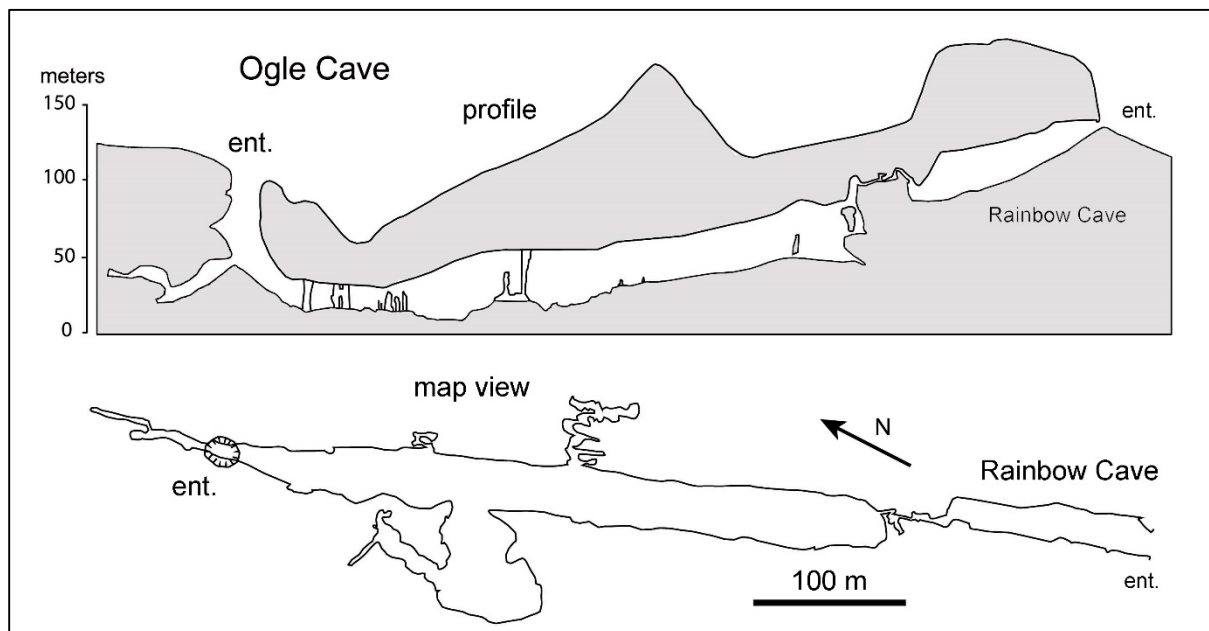 Ogle Cave
meters
profile
150
ent.
ent.
100
Rainbow Cave
50
0
map view
N
Rainbow Cave
ent.
100 m
ent.